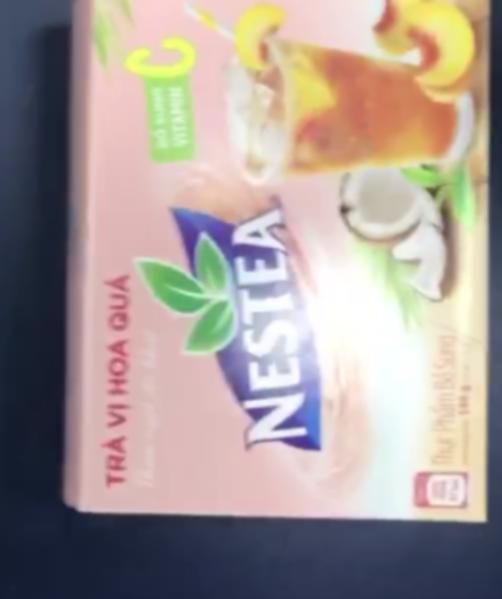 TRÀ VỊ HOA QUẢ
NESTEA
BỔ SUNG
VITAMIN
C
Thực Phẩm Bổ Sung